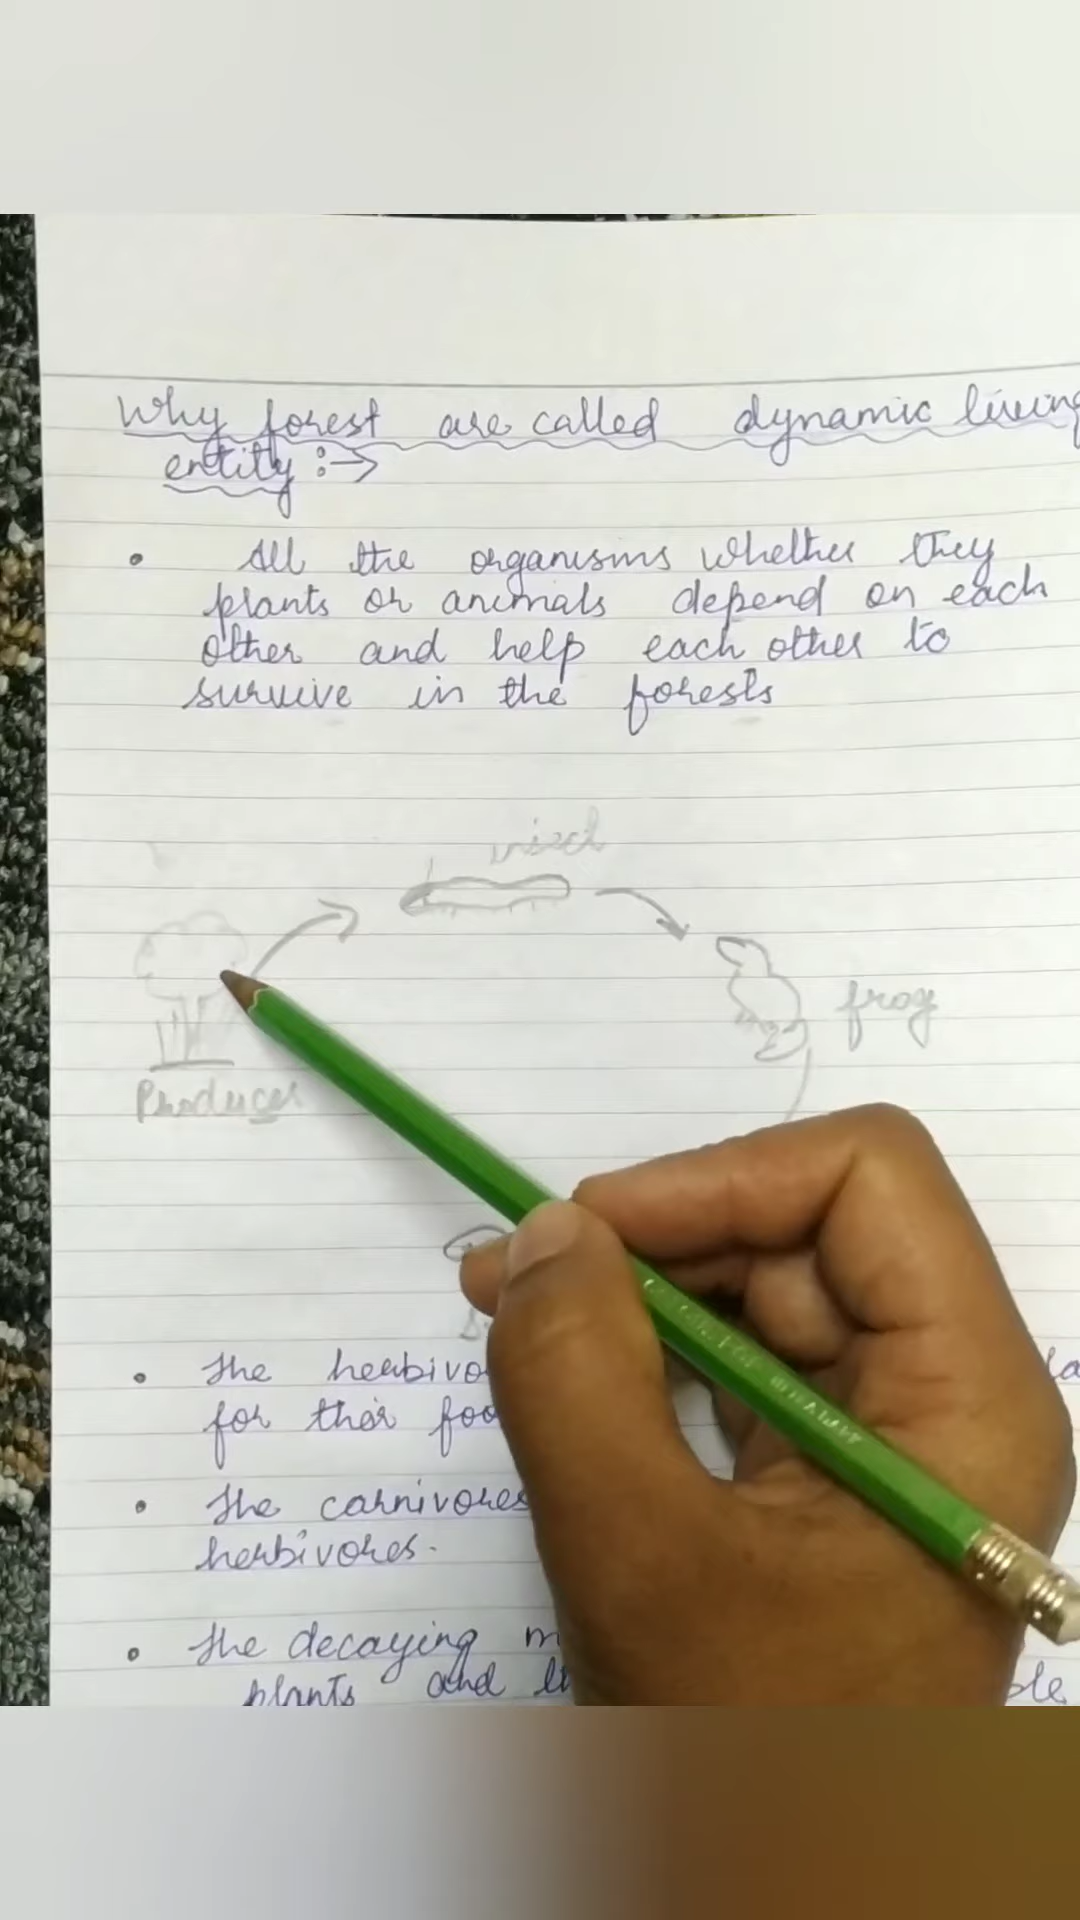 Why forest are called dynamic living
entity :→
• All the organisms whether they
plants or animals depend on each
other and help each other to
survive in the forests
insect
frog
Producer
• The herbivo
for their foo
• The carnivores
herbivores.
• The decaying m
plants and li